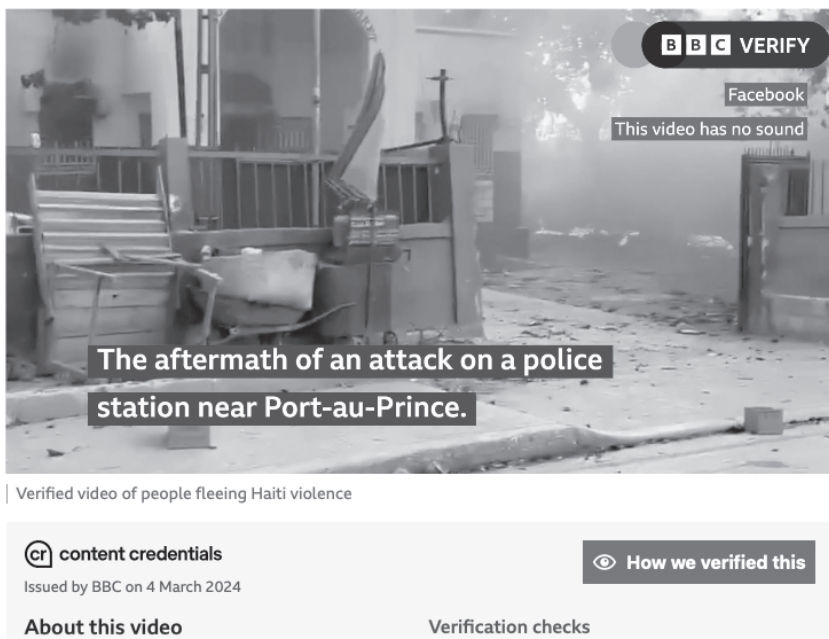 BBC VERIFY
Facebook
This video has no sound
The aftermath of an attack on a police
station near Port-au-Prince.
Verified video of people fleeing Haiti violence
cr content credentials
How we verified this
Issued by BBC on 4 March 2024
About this video
Verification checks